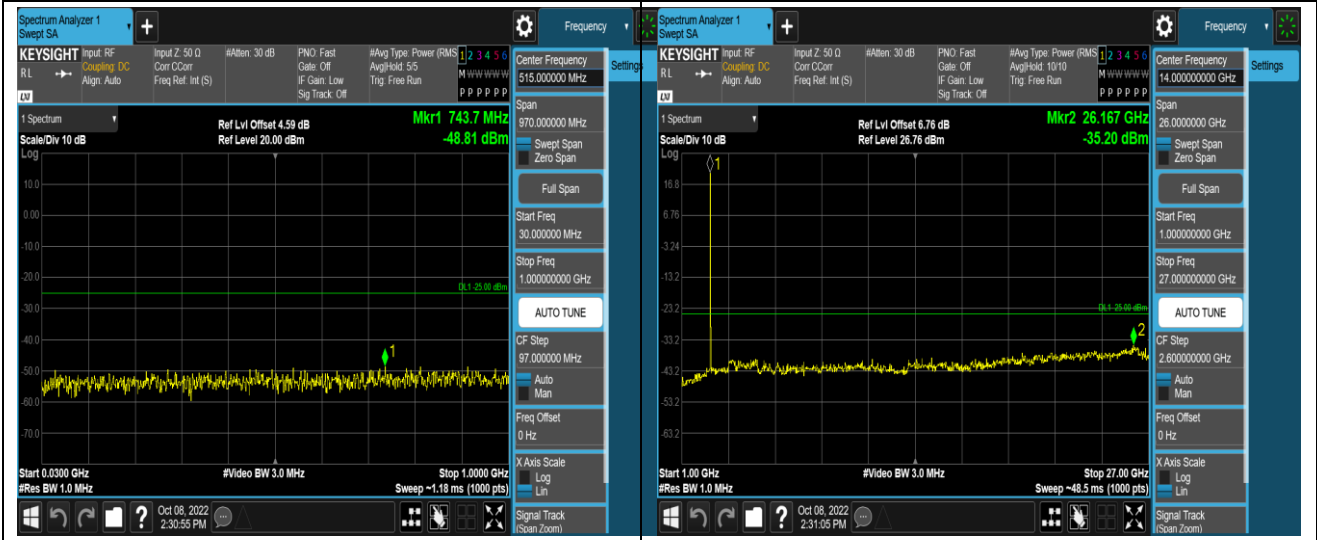 Spectrum Analyzer 1
Swept SA
+
Frequency
KEYSIGHT
RL
LXI
Input: RF
Coupling: DC
Align: Auto
Input Z: 50 Ω
Corr CCorr
Freq Ref: Int (S)
#Atten: 30 dB
PNO: Fast
Gate: Off
IF Gain: Low
Sig Track: Off
#Avg Type: Power (RMS
Avg|Hold: 5/5
Trig: Free Run
1 2 3 4 5 6
M W W W W W
P P P P P P
Center Frequency
515.000000 MHz
Settings
1 Spectrum
Scale/Div 10 dB
Log
Ref Lvl Offset 4.59 dB
Ref Level 20.00 dBm
Mkr1 743.7 MHz
-48.81 dBm
Span
970.000000 MHz
Swept Span
Zero Span
Full Span
Start Freq
30.000000 MHz
Stop Freq
1.000000000 GHz
AUTO TUNE
CF Step
97.000000 MHz
Auto
Man
Freq Offset
0 Hz
X Axis Scale
Log
Lin
Signal Track
(Span Zoom)
10.0
0.00
-10.0
-20.0
-30.0
-40.0
-50.0
-60.0
-70.0
DL1 -25.00 dBm
1
Start 0.0300 GHz
#Res BW 1.0 MHz
#Video BW 3.0 MHz
Stop 1.0000 GHz
Sweep ~1.18 ms (1000 pts)
?
Oct 08, 2022
2:30:55 PM
Spectrum Analyzer 1
Swept SA
+
Frequency
KEYSIGHT
RL
LXI
Input: RF
Coupling: DC
Align: Auto
Input Z: 50 Ω
Corr CCorr
Freq Ref: Int (S)
#Atten: 30 dB
PNO: Fast
Gate: Off
IF Gain: Low
Sig Track: Off
#Avg Type: Power (RMS
Avg|Hold: 10/10
Trig: Free Run
1 2 3 4 5 6
M W W W W W
P P P P P P
Center Frequency
14.000000000 GHz
Settings
1 Spectrum
Scale/Div 10 dB
Log
Ref Lvl Offset 6.76 dB
Ref Level 26.76 dBm
Mkr2 26.167 GHz
-35.20 dBm
Span
26.0000000 GHz
Swept Span
Zero Span
Full Span
Start Freq
1.000000000 GHz
Stop Freq
27.000000000 GHz
AUTO TUNE
CF Step
2.600000000 GHz
Auto
Man
Freq Offset
0 Hz
X Axis Scale
Log
Lin
Signal Track
(Span Zoom)
1
16.8
6.76
-3.24
-13.2
-23.2
-33.2
-43.2
-53.2
-63.2
DL1 -25.00 dBm
2
Start 1.00 GHz
#Res BW 1.0 MHz
#Video BW 3.0 MHz
Stop 27.00 GHz
Sweep ~48.5 ms (1000 pts)
?
Oct 08, 2022
2:31:05 PM